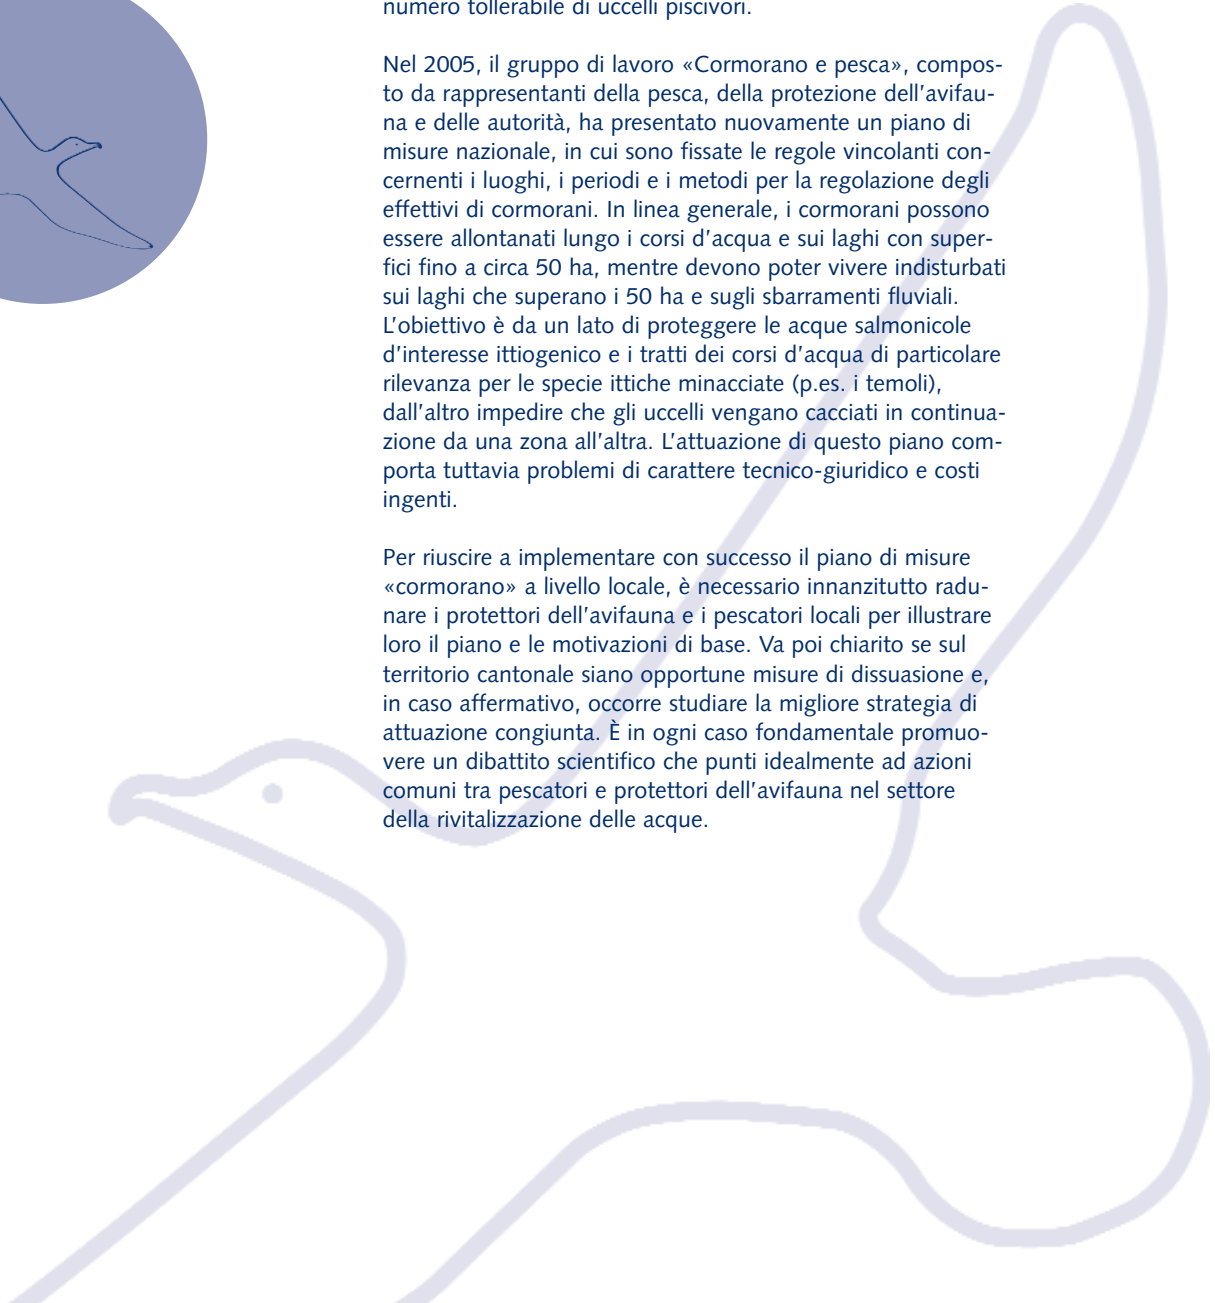 numero tollerabile di uccelli piscivori.
Nel 2005, il gruppo di lavoro «Cormorano e pesca», compos-
to da rappresentanti della pesca, della protezione dell'avifau-
na e delle autorità, ha presentato nuovamente un piano di
misure nazionale, in cui sono fissate le regole vincolanti con-
cernenti i luoghi, i periodi e i metodi per la regolazione degli
effettivi di cormorani. In linea generale, i cormorani possono
essere allontanati lungo i corsi d'acqua e sui laghi con super-
fici fino a circa 50 ha, mentre devono poter vivere indisturbati
sui laghi che superano i 50 ha e sugli sbarramenti fluviali.
L'obiettivo è da un lato di proteggere le acque salmonicole
d'interesse ittiogenico e i tratti dei corsi d'acqua di particolare
rilevanza per le specie ittiche minacciate (p.es. i temoli),
dall'altro impedire che gli uccelli vengano cacciati in continua-
zione da una zona all'altra. L'attuazione di questo piano com-
porta tuttavia problemi di carattere tecnico-giuridico e costi
ingenti.
Per riuscire a implementare con successo il piano di misure
«cormorano» a livello locale, è necessario innanzitutto radu-
nare i protettori dell'avifauna e i pescatori locali per illustrare
loro il piano e le motivazioni di base. Va poi chiarito se sul
territorio cantonale siano opportune misure di dissuasione e,
in caso affermativo, occorre studiare la migliore strategia di
attuazione congiunta. È in ogni caso fondamentale promuo-
vere un dibattito scientifico che punti idealmente ad azioni
comuni tra pescatori e protettori dell'avifauna nel settore
della rivitalizzazione delle acque.